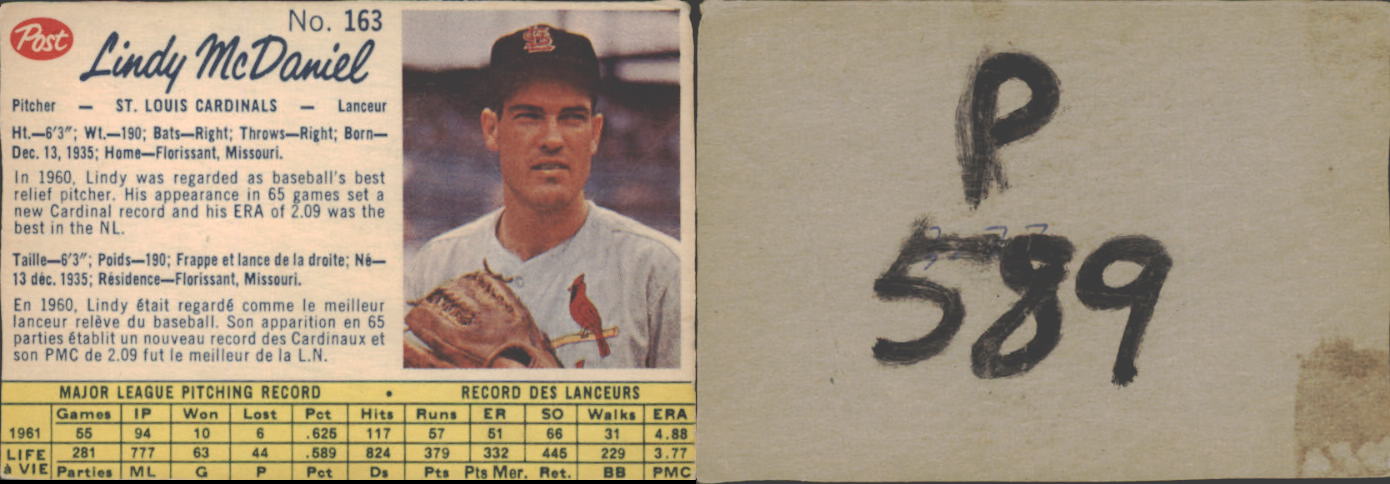 Post
No. 163
Lindy McDaniel
Pitcher — ST. LOUIS CARDINALS — Lanceur
Ht.—6'3"; Wt.—190; Bats—Right; Throws—Right; Born—
Dec. 13, 1935; Home—Florissant, Missouri.
In 1960, Lindy was regarded as baseball's best
relief pitcher. His appearance in 65 games set a
new Cardinal record and his ERA of 2.09 was the
best in the NL.
Taille—6'3"; Poids—190; Frappe et lance de la droite; Né—
13 déc. 1935; Résidence—Florissant, Missouri.
En 1960, Lindy était regardé comme le meilleur
lanceur relève du baseball. Son apparition en 65
parties établit un nouveau record des Cardinaux et
son PMC de 2.09 fut le meilleur de la L.N.
MAJOR LEAGUE PITCHING RECORD • RECORD DES LANCEURS
Games IP Won Lost Pct Hits Runs ER SO Walks ERA
1961 55 94 10 6 .625 117 57 51 66 31 4.88
LIFE 281 777 63 44 .589 824 379 332 445 229 3.77
à VIE Parties ML G P Pct Ds Pts Pts Mer. Ret. BB PMC
P
589